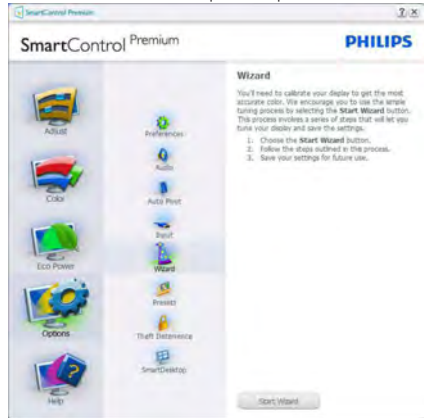 SmartControl Premium
SmartControl Premium
PHILIPS
Adjust
Color
Eco Power
Options
Help
Preferences
Audio
Auto Pivot
Input
Wizard
Presets
Theft Deterrence
SmartDesktop
Wizard
You'll need to calibrate your display to get the most
accurate color. We encourage you to use the simple
tuning process by selecting the Start Wizard button.
This process involves a series of steps that will let you
tune your display and save the settings.
1. Choose the Start Wizard button.
2. Follow the steps outlined in the process.
3. Save your settings for future use.
Start Wizard